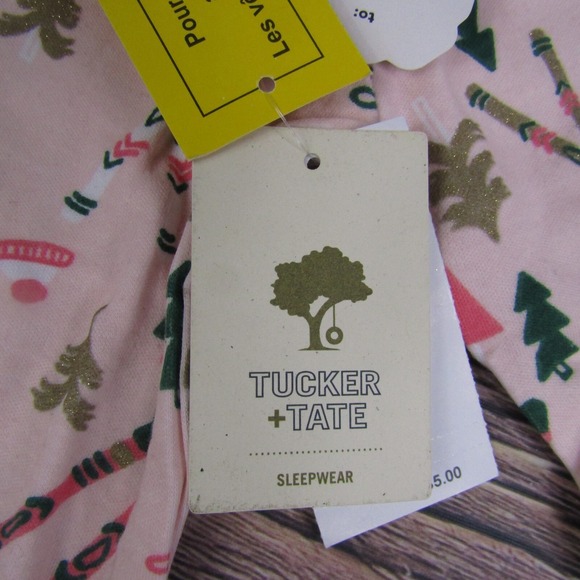 Pour
Les
to:
TUCKER
+TATE
SLEEPWEAR
5.00